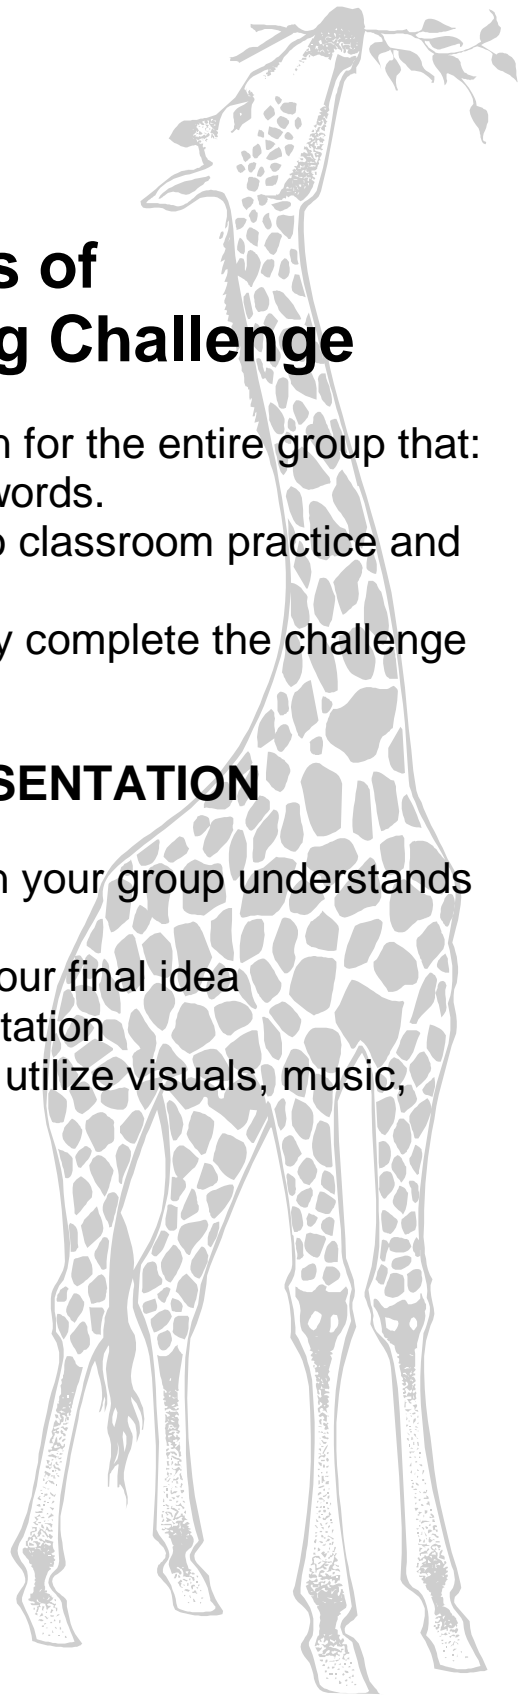 s of
g Challenge
n for the entire group that:
words.
o classroom practice and
y complete the challenge
SENTATION
n your group understands
our final idea
tation
utilize visuals, music,